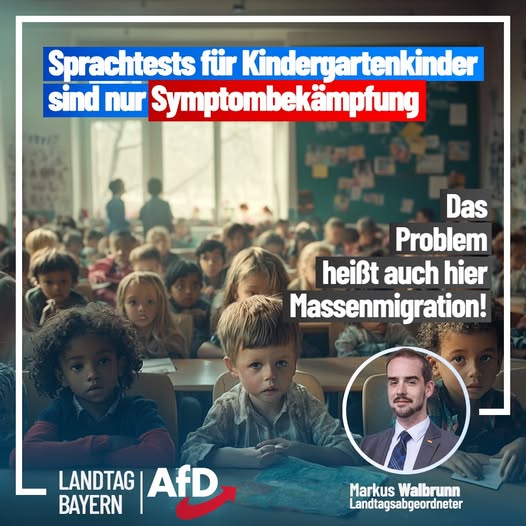 Sprachtests für Kindergartenkinder
sind nur Symptombekämpfung
Das
Problem
heißt auch hier
Massenmigration!
LANDTAG
BAYERN
AfD
Markus Walbrunn
Landtagsabgeordneter